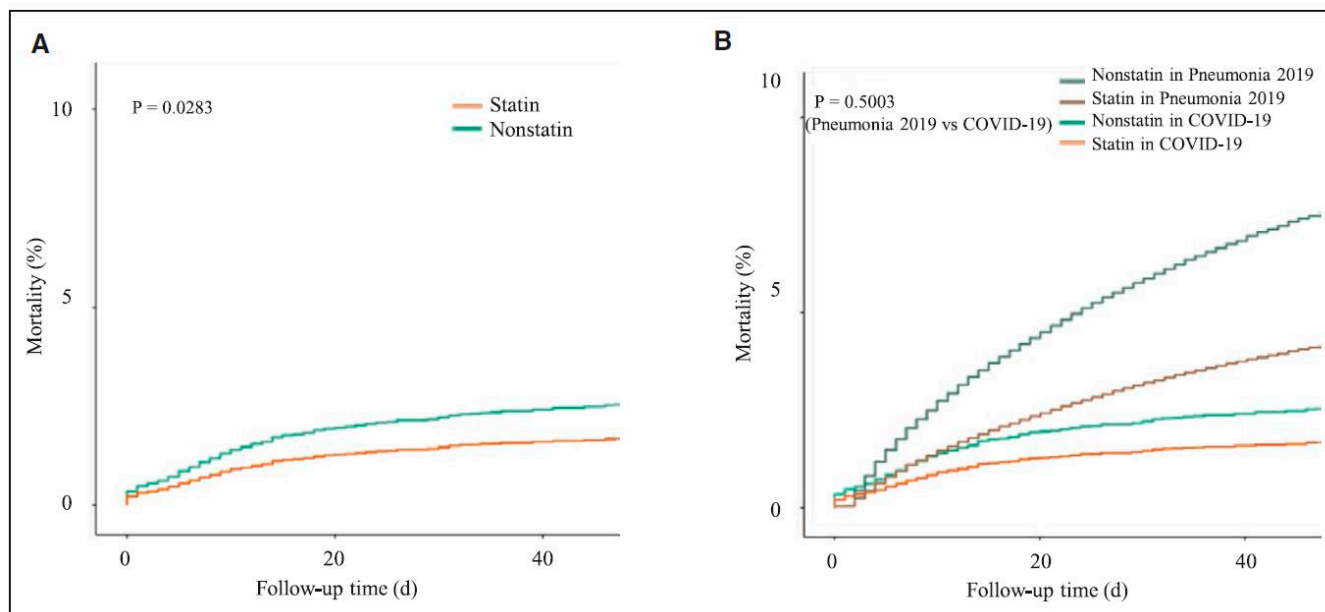 A
P = 0.0283
Statin
Nonstatin
10
5
0
Mortality (%)
0 20 40
Follow-up time (d)
B
P = 0.5003
(Pneumonia 2019 vs COVID-19)
Nonstatin in Pneumonia 2019
Statin in Pneumonia 2019
Nonstatin in COVID-19
Statin in COVID-19
10
5
0
Mortality (%)
0 20 40
Follow-up time (d)